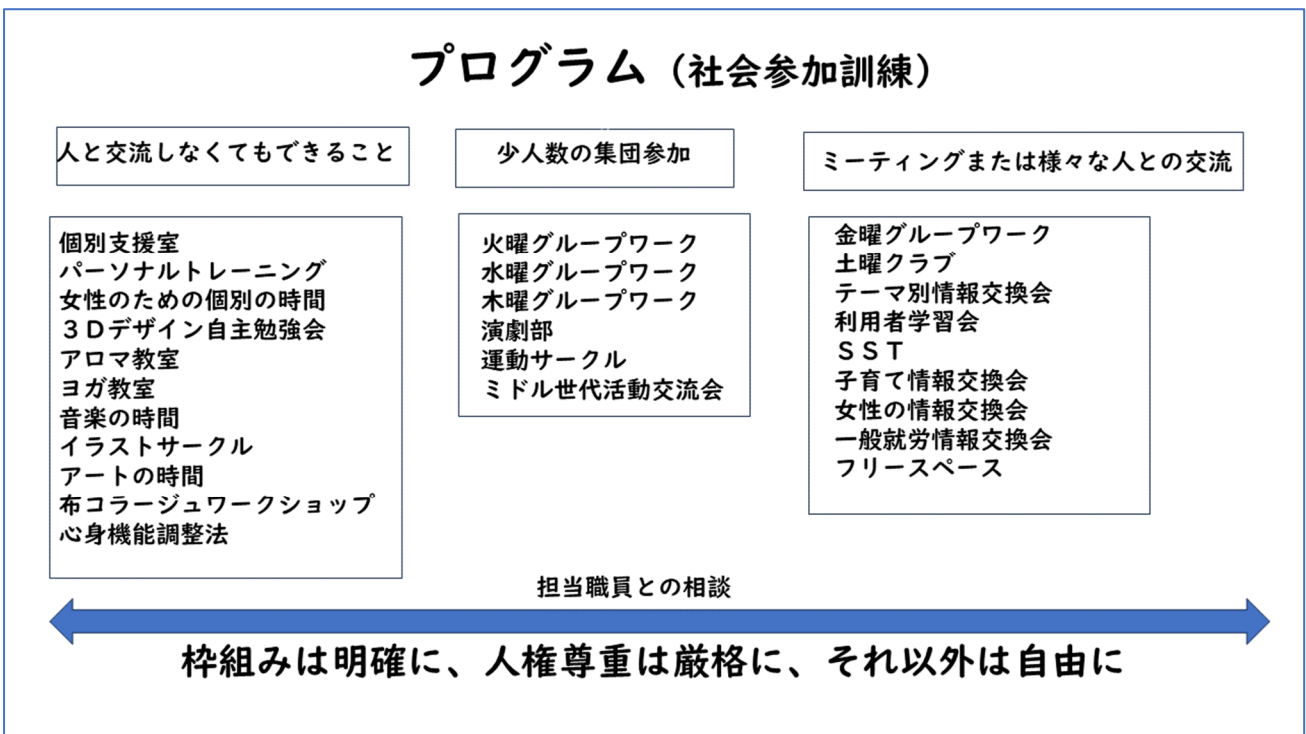 プログラム（社会参加訓練）
人と交流しなくてもできること
個別支援室
パーソナルトレーニング
女性のための個別の時間
３Ｄデザイン自主勉強会
アロマ教室
ヨガ教室
音楽の時間
イラストサークル
アートの時間
布コラージュワークショップ
心身機能調整法
少人数の集団参加
火曜グループワーク
水曜グループワーク
木曜グループワーク
演劇部
運動サークル
ミドル世代活動交流会
ミーティングまたは様々な人との交流
金曜グループワーク
土曜クラブ
テーマ別情報交換会
利用者学習会
ＳＳＴ
子育て情報交換会
女性の情報交換会
一般就労情報交換会
フリースペース
担当職員との相談
枠組みは明確に、人権尊重は厳格に、それ以外は自由に